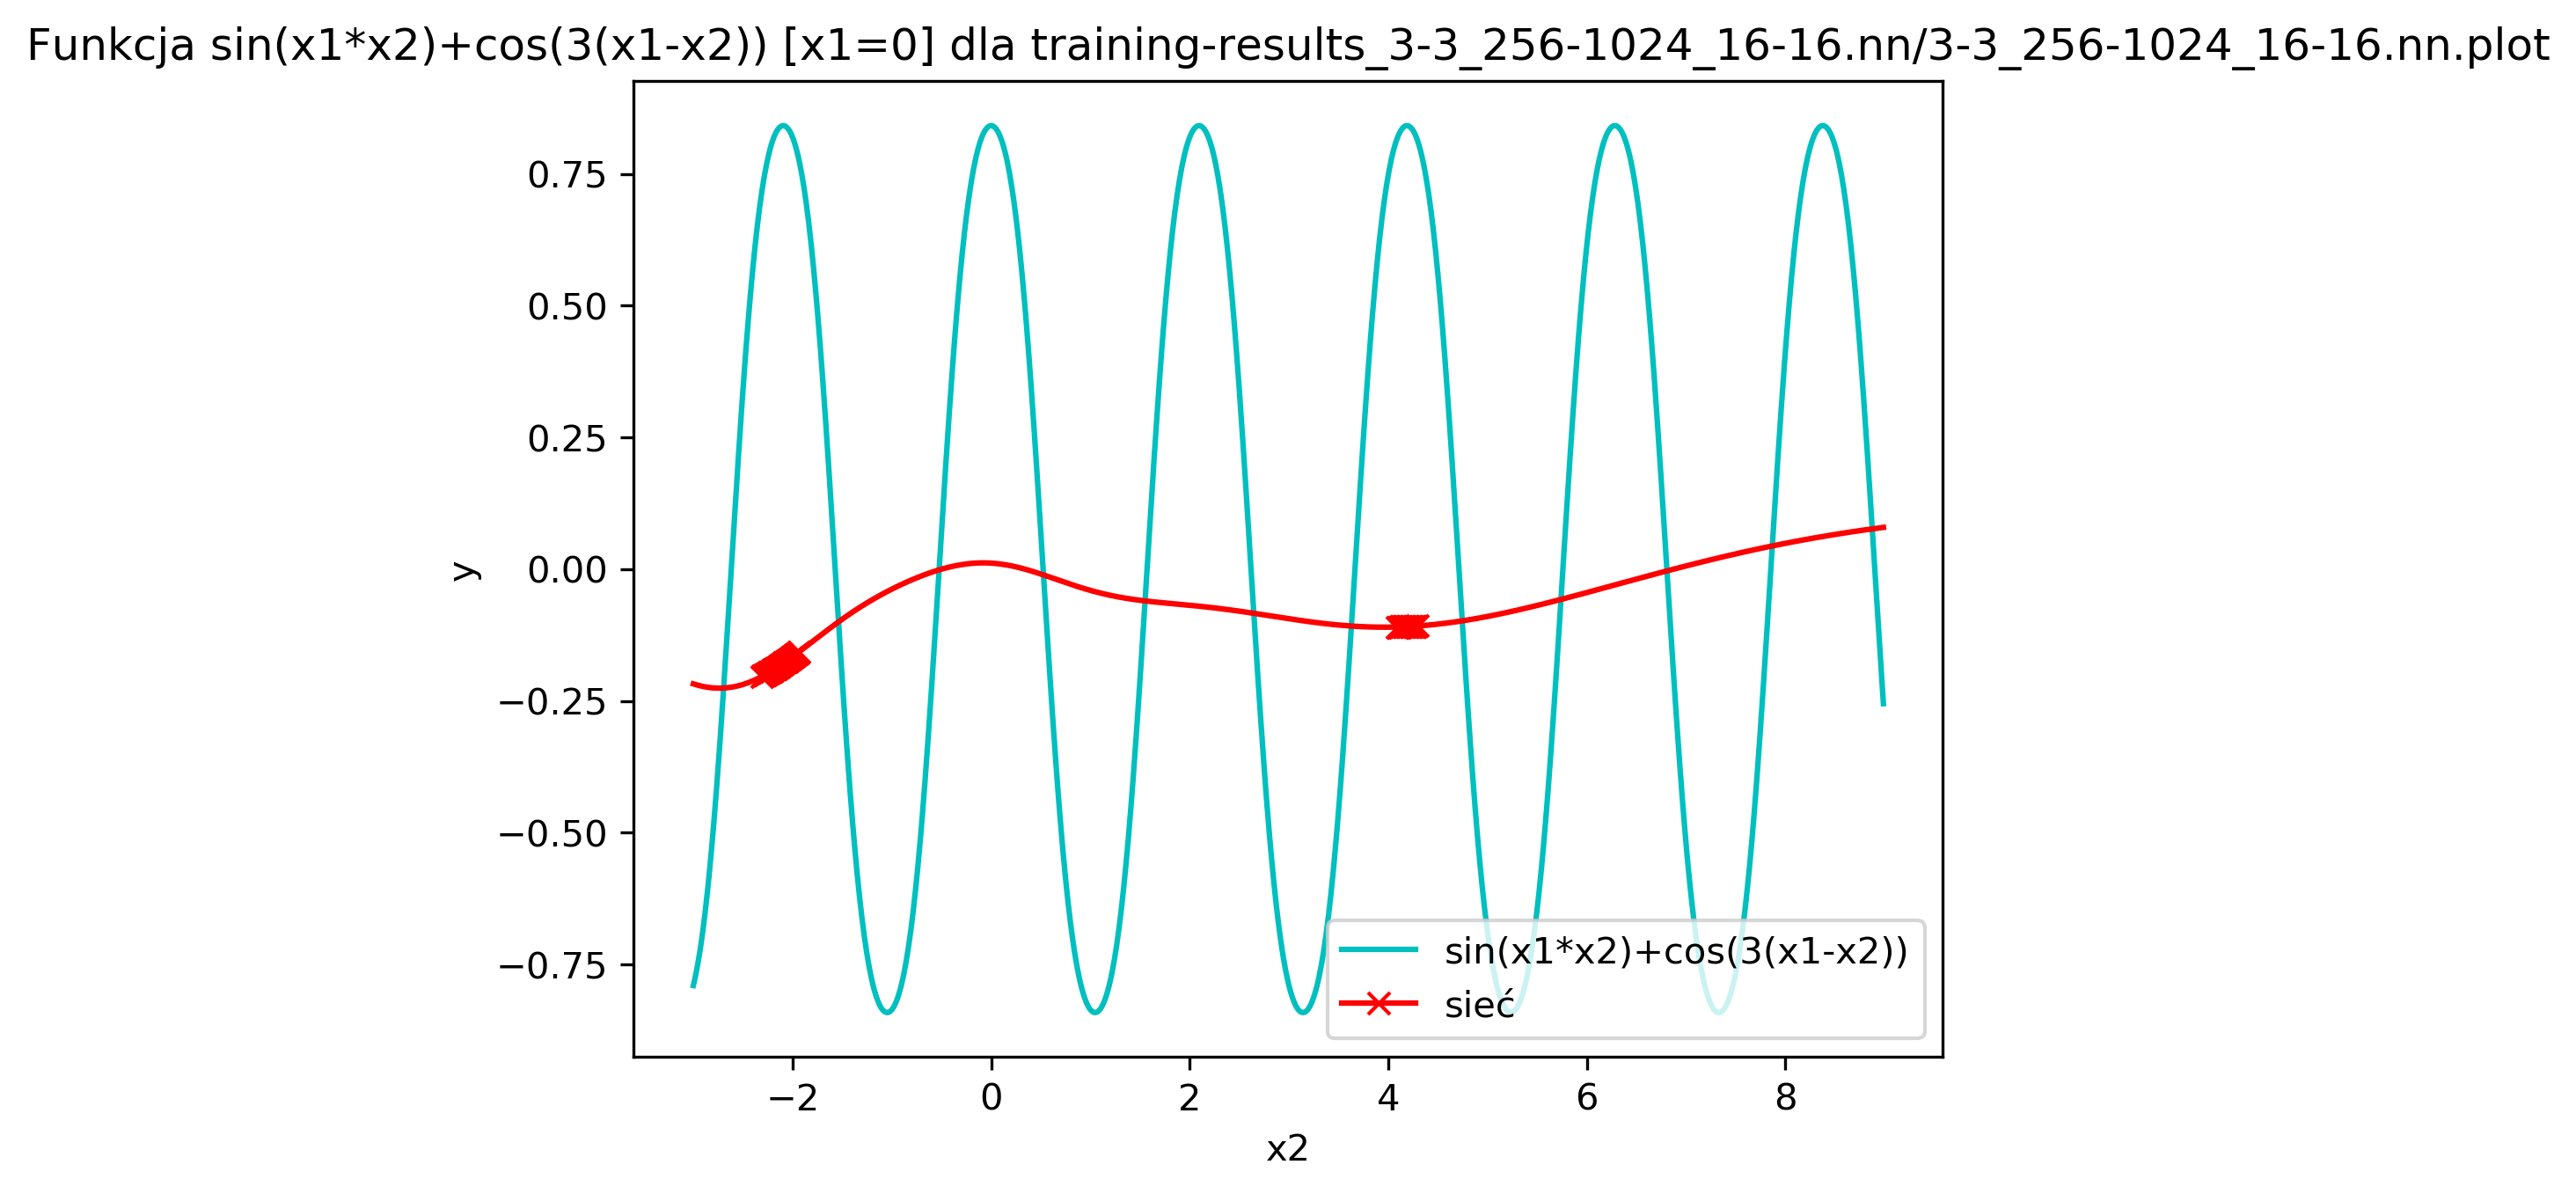 Funkcja sin(x1*x2)+cos(3(x1-x2)) [x1=0] dla training-results_3-3_256-1024_16-16.nn/3-3_256-1024_16-16.nn.plot
0.75
0.50
0.25
0.00
−0.25
−0.50
−0.75
y
sin(x1*x2)+cos(3(x1-x2))
sieć
−2 0 2 4 6 8
x2